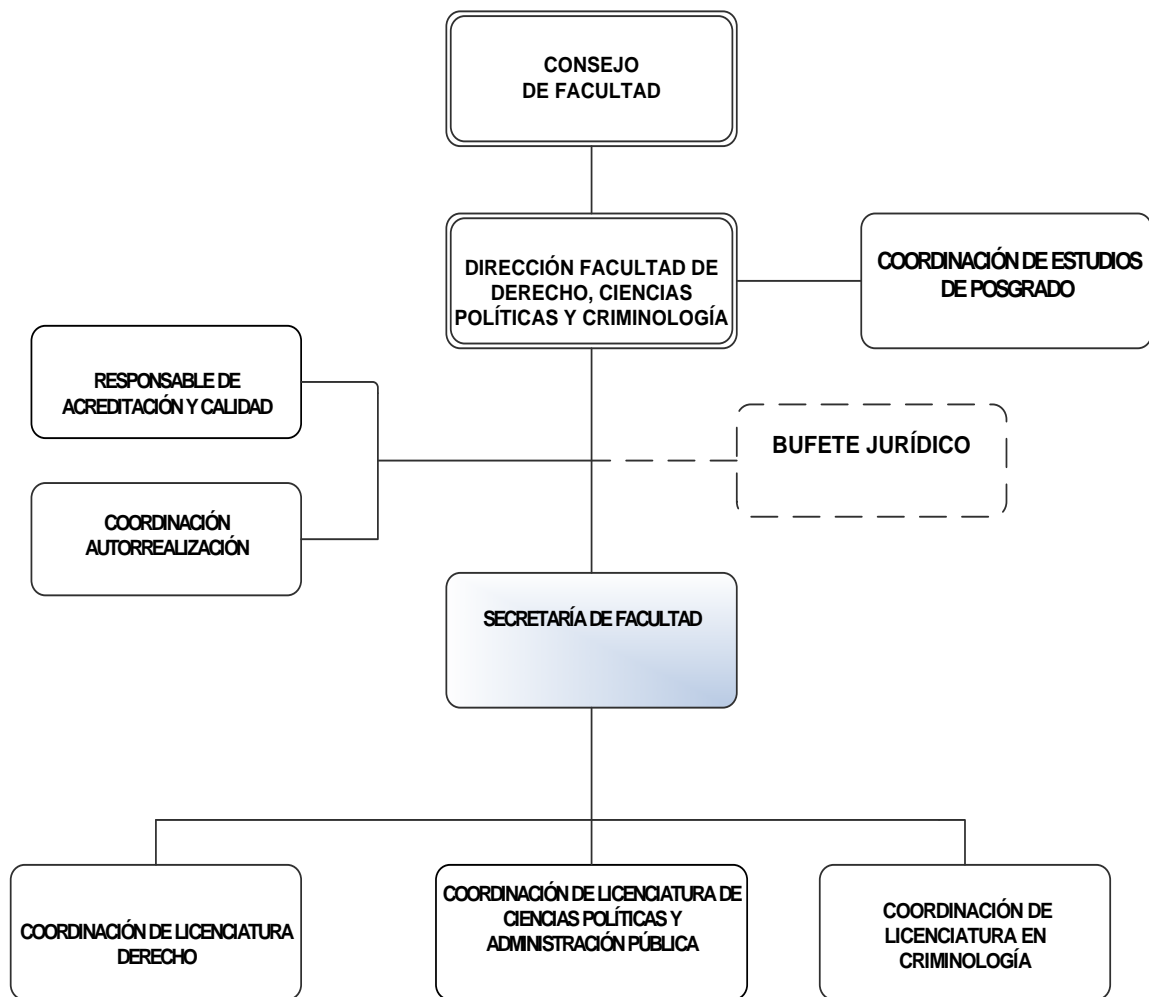 CONSEJO
DE FACULTAD
DIRECCIÓN FACULTAD DE
DERECHO, CIENCIAS
POLÍTICAS Y CRIMINOLOGÍA
COORDINACIÓN DE ESTUDIOS
DE POSGRADO
RESPONSABLE DE
ACREDITACIÓN Y CALIDAD
BUFETE JURÍDICO
COORDINACIÓN
AUTORREALIZACIÓN
SECRETARÍA DE FACULTAD
COORDINACIÓN DE LICENCIATURA
DERECHO
COORDINACIÓN DE LICENCIATURA DE
CIENCIAS POLÍTICAS Y
ADMINISTRACIÓN PÚBLICA
COORDINACIÓN DE
LICENCIATURA EN
CRIMINOLOGÍA